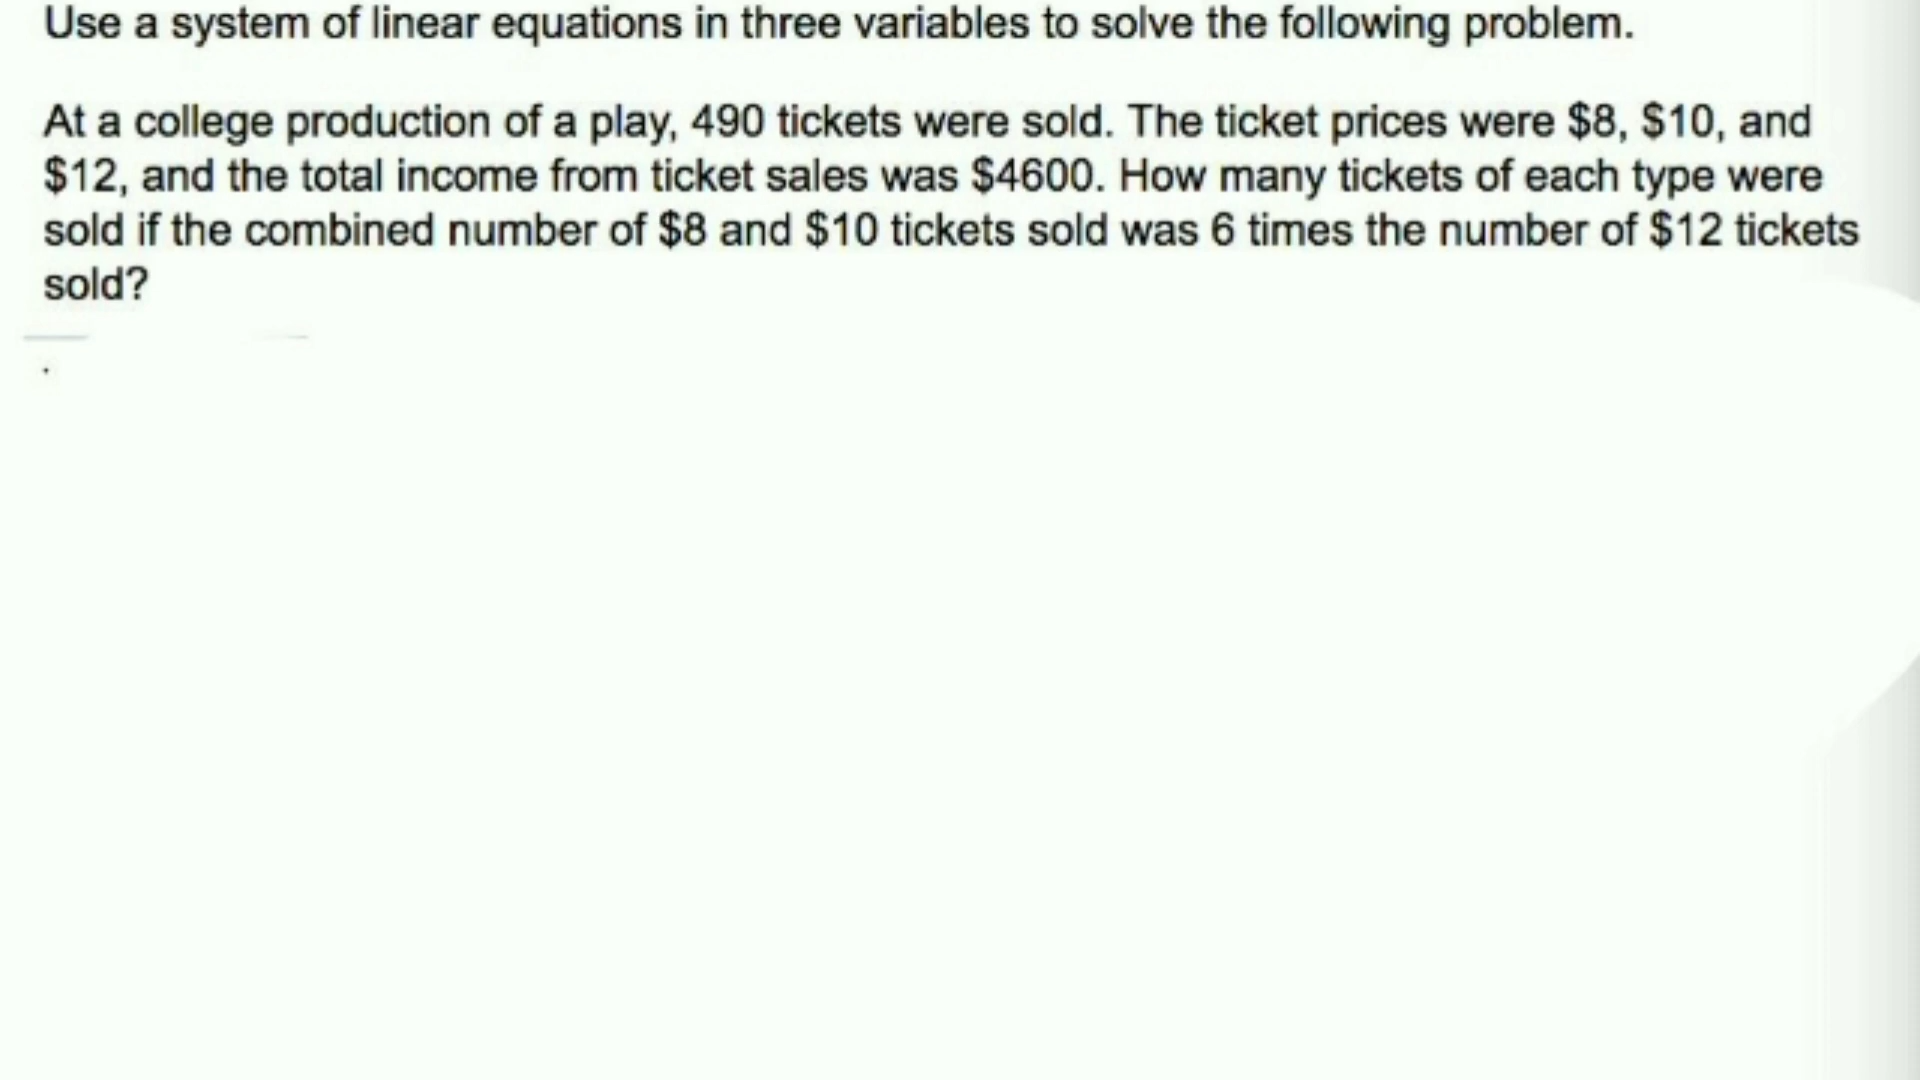 Use a system of linear equations in three variables to solve the following problem.
At a college production of a play, 490 tickets were sold. The ticket prices were $8, $10, and
$12, and the total income from ticket sales was $4600. How many tickets of each type were
sold if the combined number of $8 and $10 tickets sold was 6 times the number of $12 tickets
sold?